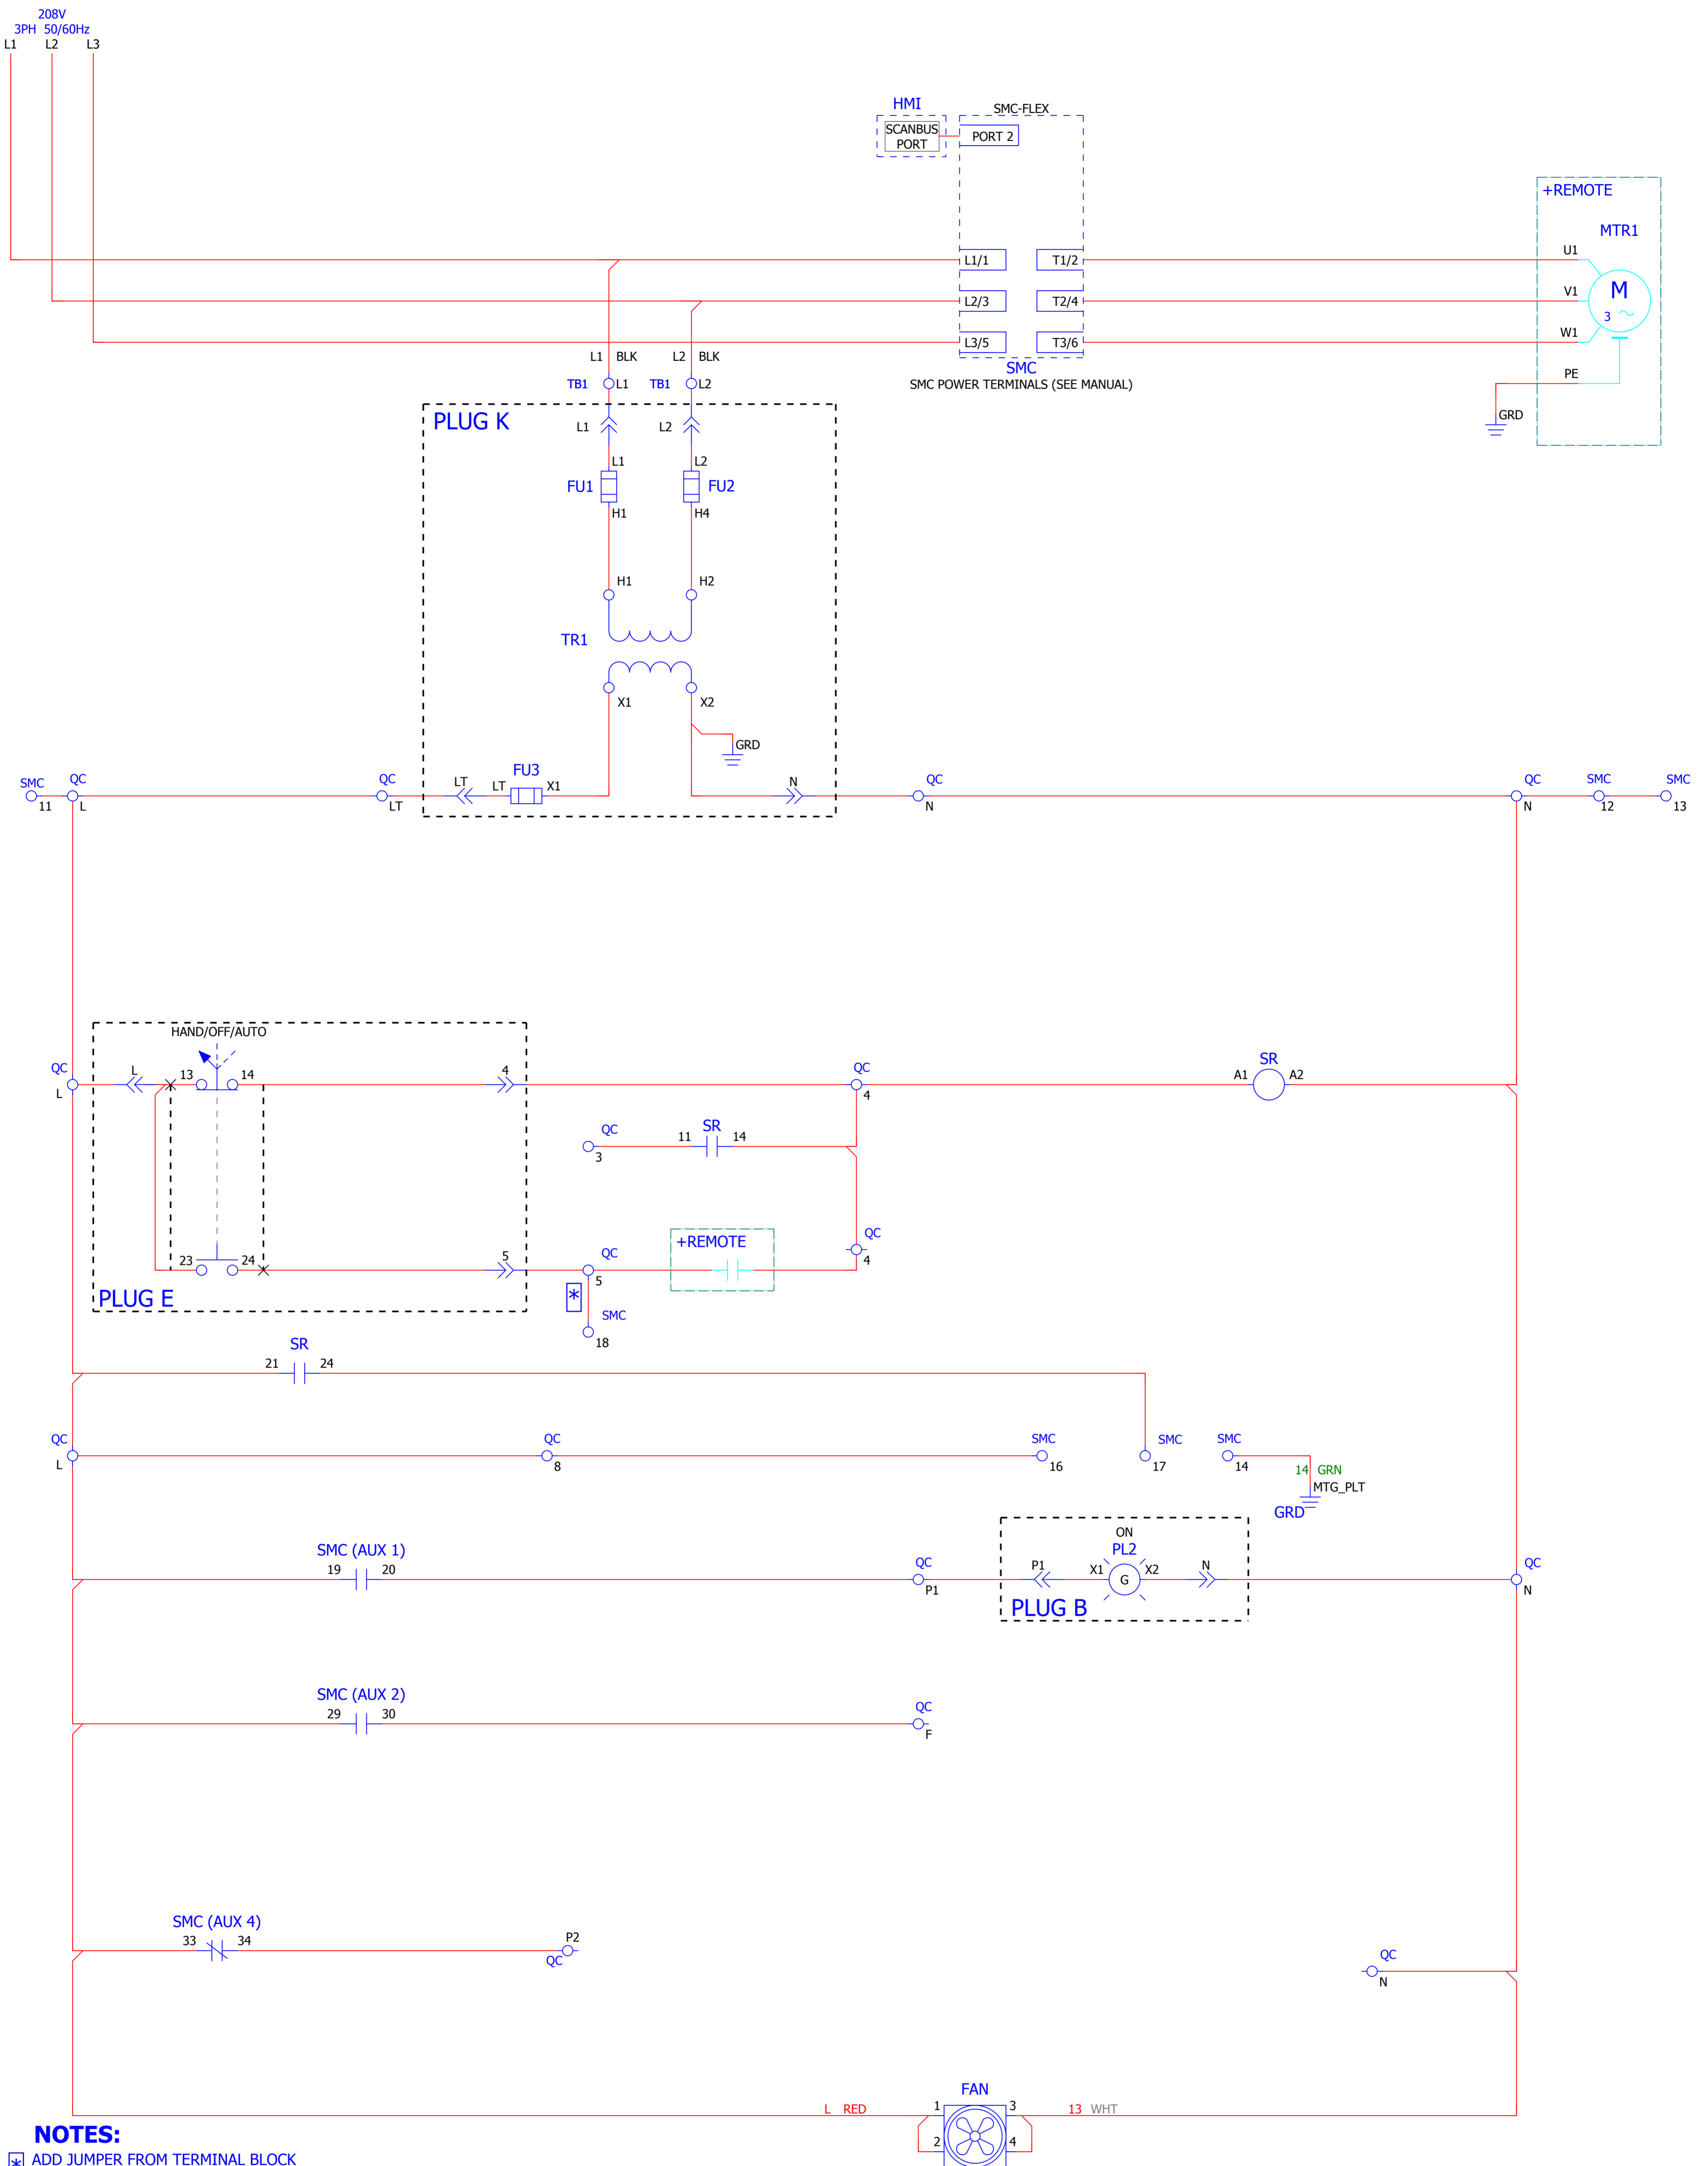 208V
3PH 50/60Hz
L1 L2 L3
HMI
SCANBUS
PORT
SMC-FLEX
PORT 2
+REMOTE
MTR1
L1/1 T1/2 U1
L2/3 T2/4 V1
M
3
L3/5 T3/6 W1
SMC
SMC POWER TERMINALS (SEE MANUAL)
PE
GRD
L1 BLK L2 BLK
TB1 L1 TB1 L2
PLUG K
L1 L2
L1 L2
FU1 FU2
H1 H4
H1 H2
TR1
X1 X2
GRD
SMC QC QC LT LT FU3 X1 N QC QC SMC SMC
11 L LT N N 12 13
HAND/OFF/AUTO
QC L 13 14 4 QC A1 SR A2
L 4
QC 11 SR 14
3
+REMOTE
QC
4
23 24 5 QC
5
*
PLUG E
SMC
18
SR
21 24
QC QC SMC SMC SMC
L 8 16 17 14
14 GRN
MTG_PLT
GRD
SMC (AUX 1)
19 20
QC
P1
ON
PL2
P1 X1 G X2 N
PLUG B
QC
N
SMC (AUX 2)
29 30
QC
F
SMC (AUX 4)
33 34
P2
QC
QC
N
FAN
L RED 1 3 13 WHT
2 4
NOTES:
* ADD JUMPER FROM TERMINAL BLOCK